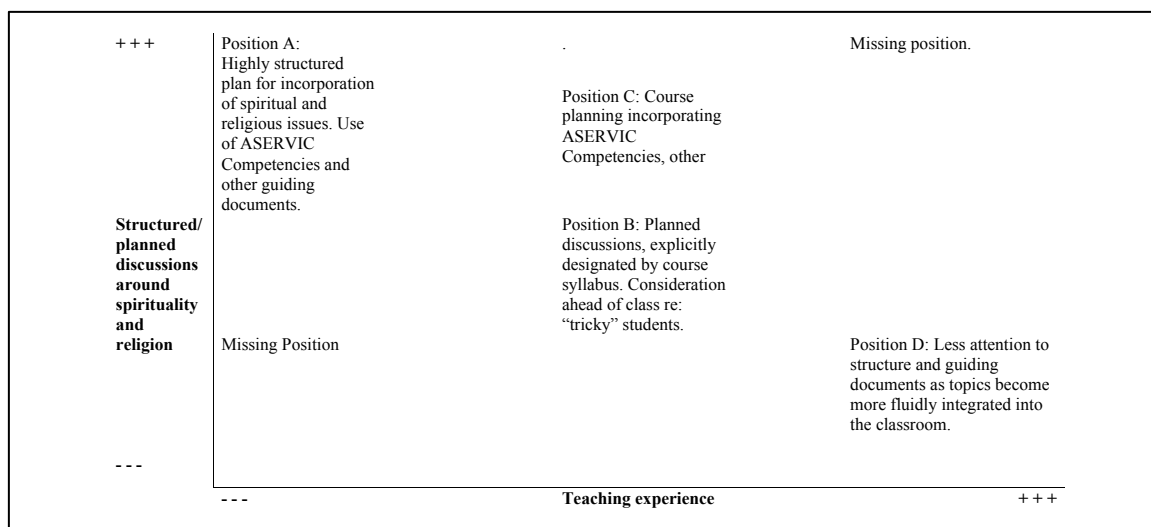 + + +
Position A:
Highly structured
plan for incorporation
of spiritual and
religious issues. Use
of ASERVIC
Competencies and
other guiding
documents.
.
Position C: Course
planning incorporating
ASERVIC
Competencies, other
Missing position.
Structured/
planned
discussions
around
spirituality
and
religion
Position B: Planned
discussions, explicitly
designated by course
syllabus. Consideration
ahead of class re:
“tricky” students.
Missing Position
Position D: Less attention to
structure and guiding
documents as topics become
more fluidly integrated into
the classroom.
- - -
- - -
Teaching experience
+ + +